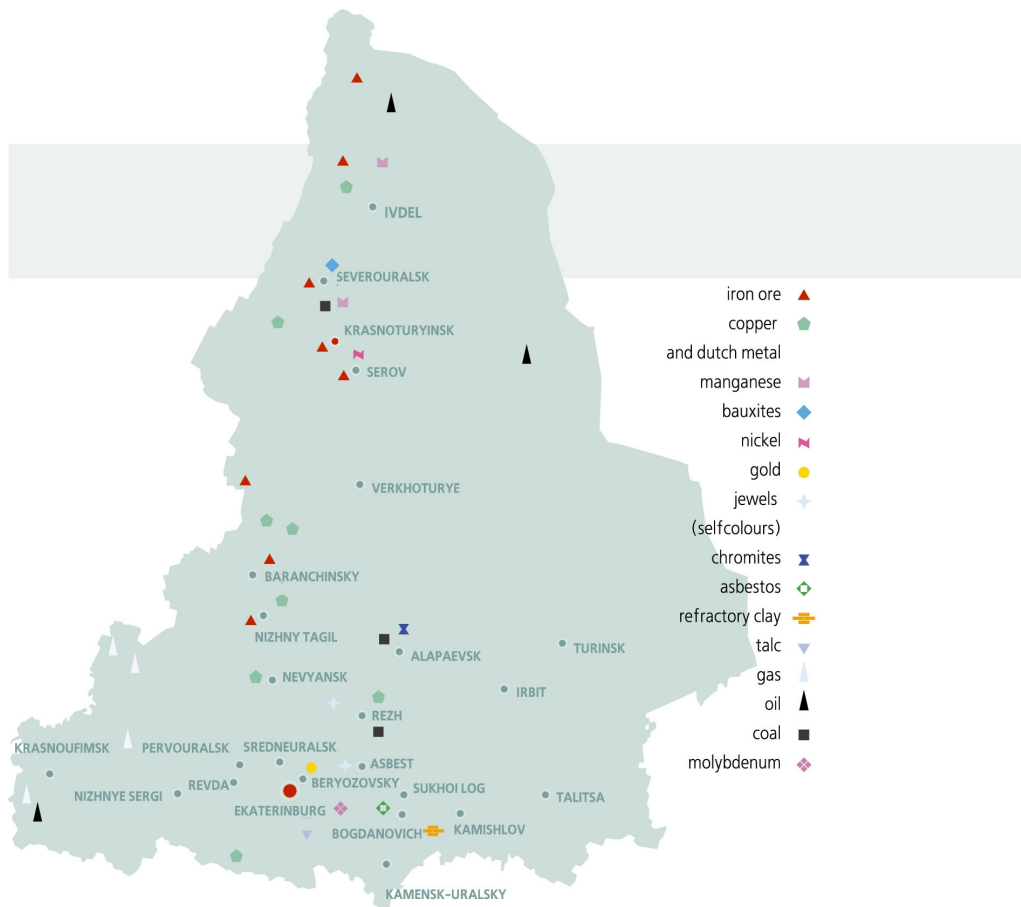 IVDEL
SEVEROURALSK
KRASNOTURYINSK
SEROV
VERKHOTURYE
BARANCHINSKY
NIZHNY TAGIL
ALAPAEVSK
TURINSK
NEVYANSK
IRBIT
REZH
KRASNOUFIMSK
PERVOURALSK
SREDNEURALSK
ASBEST
REVDA
BERYOZOVSKY
NIZHNYE SERGI
SUKHOI LOG
TALITSA
EKATERINBURG
BOGDANOVICH
KAMISHLOV
KAMENSK-URALSKY
iron ore
copper
and dutch metal
manganese
bauxites
nickel
gold
jewels
(selfcolours)
chromites
asbestos
refractory clay
talc
gas
oil
coal
molybdenum